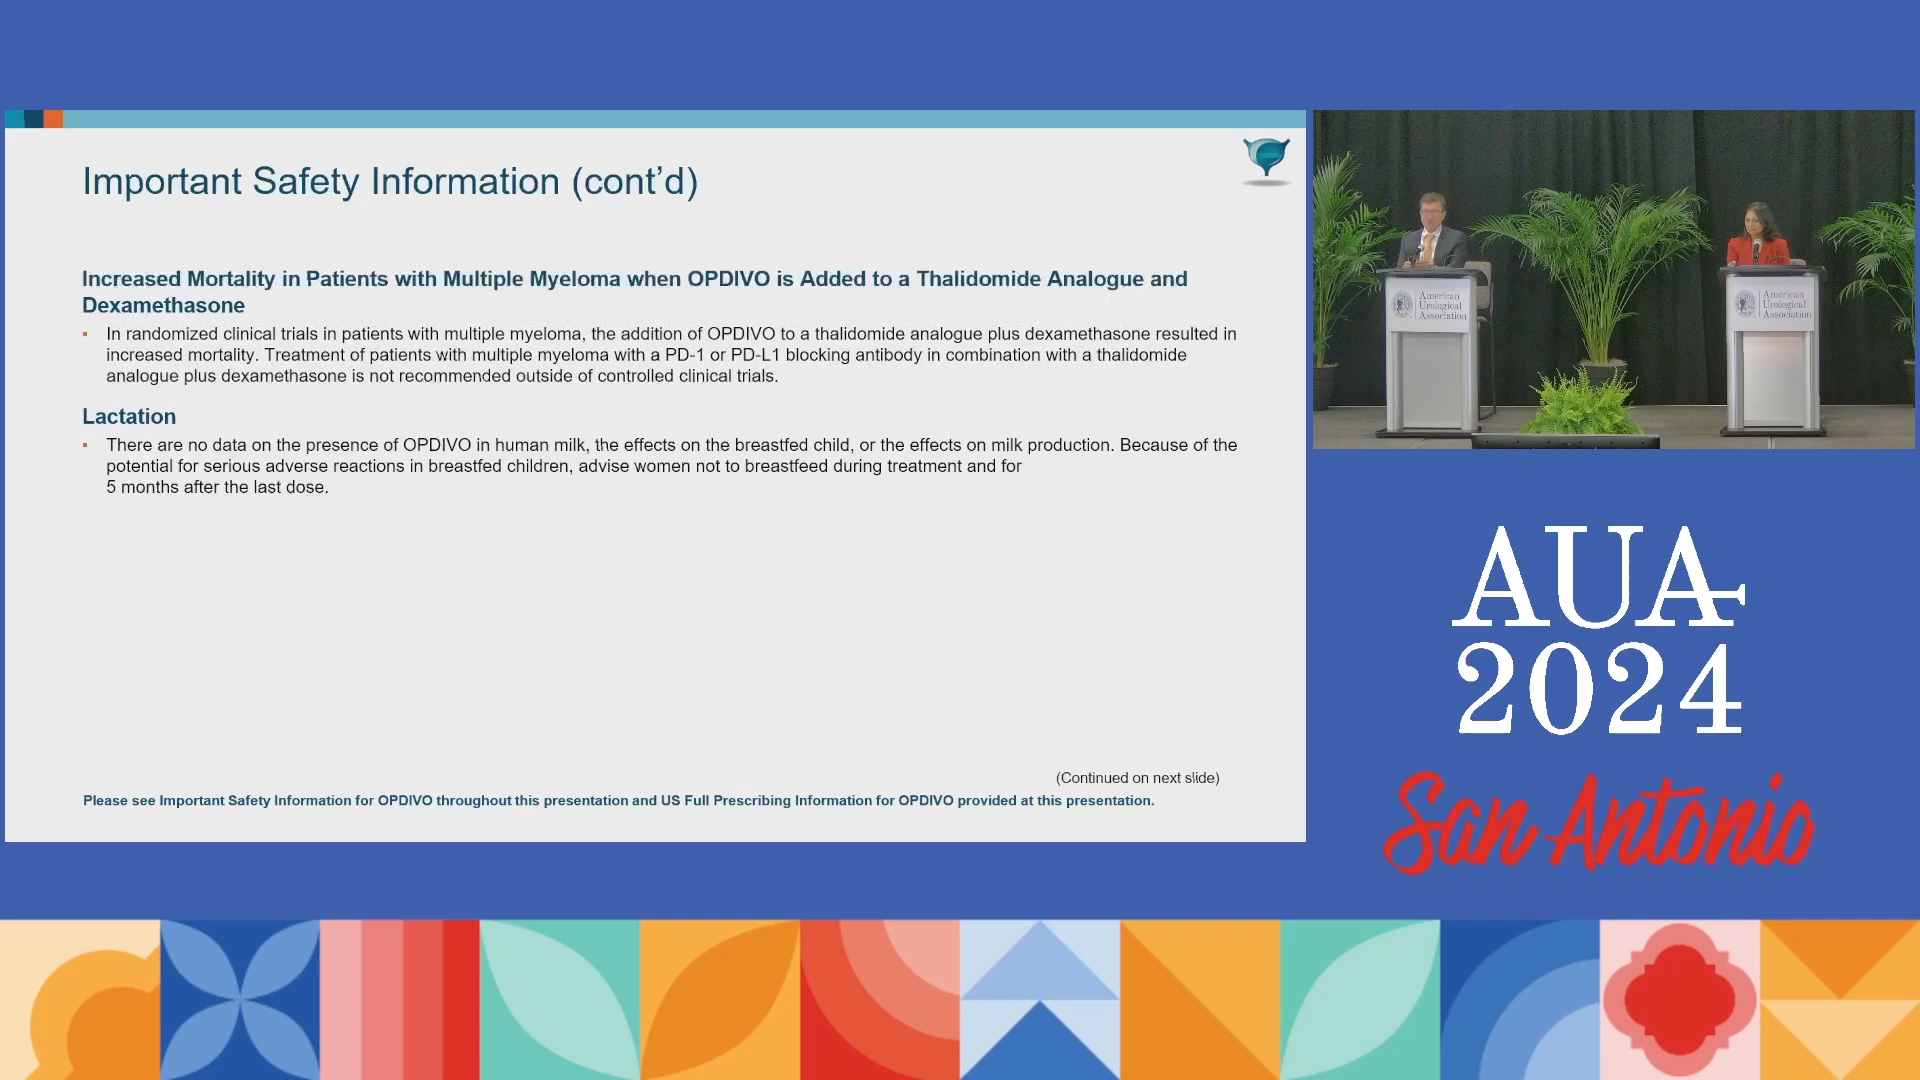 Important Safety Information (cont’d)
Increased Mortality in Patients with Multiple Myeloma when OPDIVO is Added to a Thalidomide Analogue and
Dexamethasone
▪ In randomized clinical trials in patients with multiple myeloma, the addition of OPDIVO to a thalidomide analogue plus dexamethasone resulted in
increased mortality. Treatment of patients with multiple myeloma with a PD-1 or PD-L1 blocking antibody in combination with a thalidomide
analogue plus dexamethasone is not recommended outside of controlled clinical trials.
Lactation
▪ There are no data on the presence of OPDIVO in human milk, the effects on the breastfed child, or the effects on milk production. Because of the
potential for serious adverse reactions in breastfed children, advise women not to breastfeed during treatment and for
5 months after the last dose.
(Continued on next slide)
Please see Important Safety Information for OPDIVO throughout this presentation and US Full Prescribing Information for OPDIVO provided at this presentation.
American
Urological
Association
American
Urological
Association
AUA
2024
San Antonio